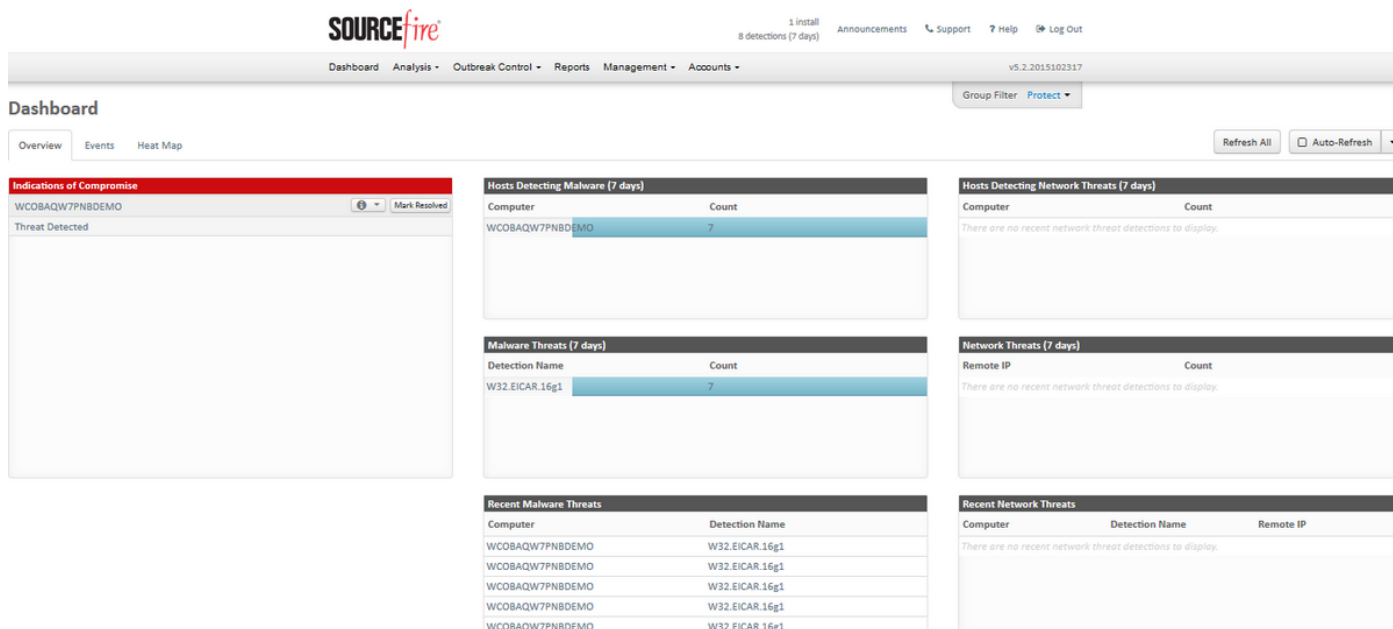 SOURCEfire
1 install
8 detections (7 days)
Announcements
Support
? Help
Log Out
Dashboard Analysis Outbreak Control Reports Management Accounts
v5.2.2015102317
Group Filter Protect
Dashboard
Overview Events Heat Map
Refresh All
Auto-Refresh
Indications of Compromise
WCOBAQW7PNBDEMO
Mark Resolved
Threat Detected
Hosts Detecting Malware (7 days)
Computer Count
WCOBAQW7PNBDEMO 7
Hosts Detecting Network Threats (7 days)
Computer Count
There are no recent network threat detections to display.
Malware Threats (7 days)
Detection Name Count
W32.EICAR.16g1 7
Network Threats (7 days)
Remote IP Count
There are no recent network threat detections to display.
Recent Malware Threats
Computer Detection Name
WCOBAQW7PNBDEMO W32.EICAR.16g1
WCOBAQW7PNBDEMO W32.EICAR.16g1
WCOBAQW7PNBDEMO W32.EICAR.16g1
WCOBAQW7PNBDEMO W32.EICAR.16g1
WCOBAQW7PNBDEMO W32.EICAR.16g1
Recent Network Threats
Computer Detection Name Remote IP
There are no recent network threat detections to display.